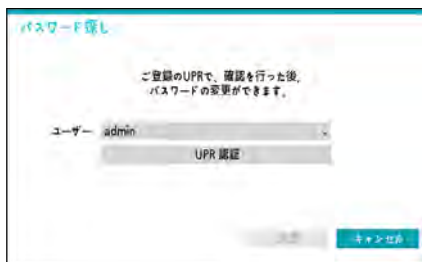 パスワード探し
ご登録のUPRで、確認を行った後、
パスワードの変更ができます。
ユーザー admin
UPR 認証
キャンセル